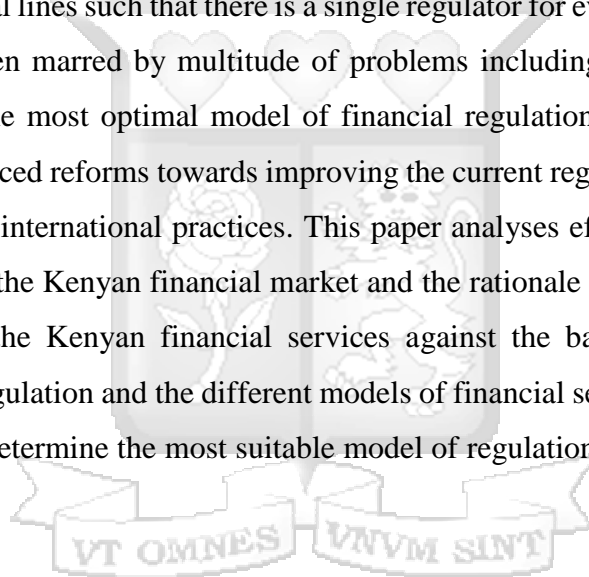 al lines such that there is a single regulator for ev
en marred by multitude of problems including
e most optimal model of financial regulation
ced reforms towards improving the current reg
international practices. This paper analyses ef
the Kenyan financial market and the rationale
the Kenyan financial services against the ba
gulation and the different models of financial se
etermine the most suitable model of regulation
VT OMNES VNVM SINT